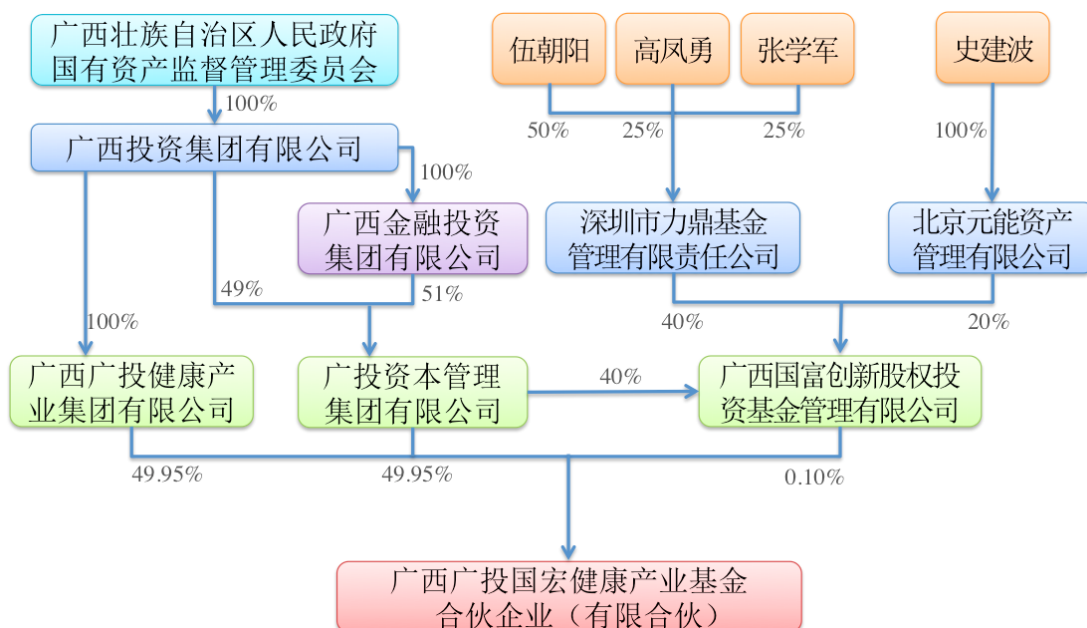 广西壮族自治区人民政府
国有资产监督管理委员会
伍朝阳
高凤勇
张学军
史建波
100%
50%
25%
25%
100%
广西投资集团有限公司
100%
广西金融投资
集团有限公司
深圳市力鼎基金
管理有限责任公司
北京元能资产
管理有限公司
49%
51%
100%
40%
20%
广西广投健康产
业集团有限公司
广投资本管理
集团有限公司
40%
广西国富创新股权投
资基金管理有限公司
49.95%
49.95%
0.10%
广西广投国宏健康产业基金
合伙企业（有限合伙）